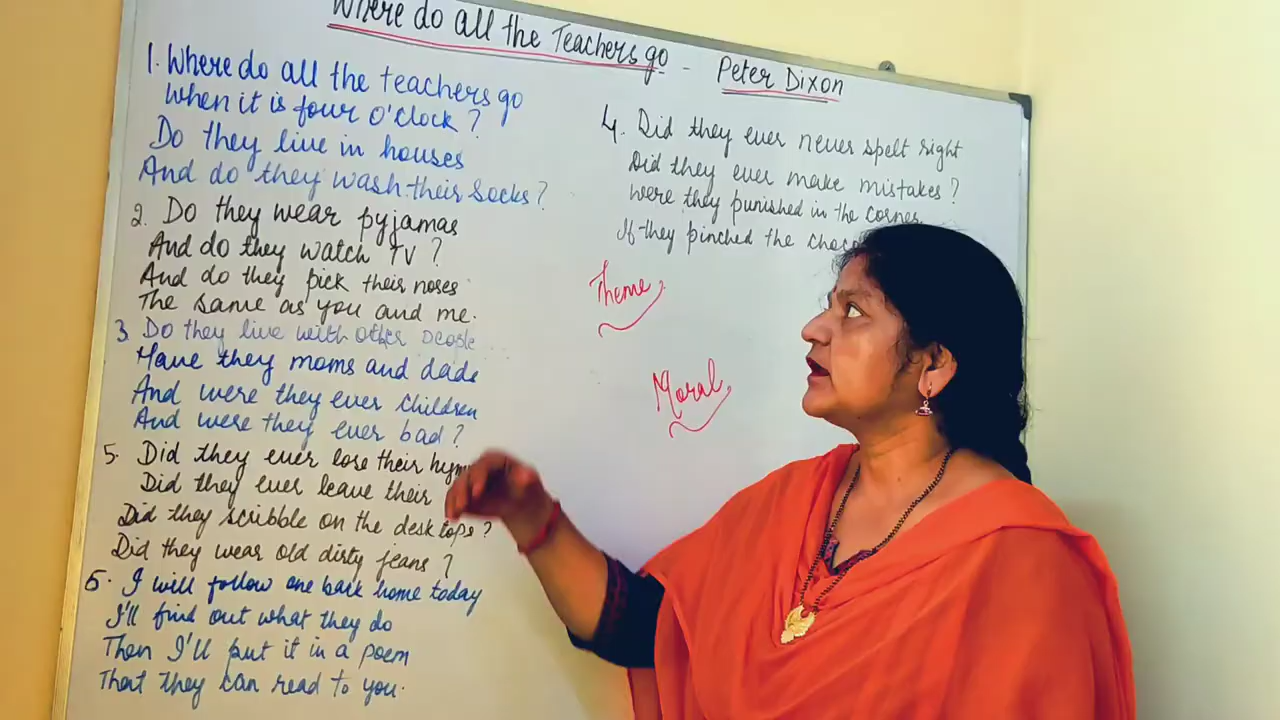 Where do all the Teachers go - Peter Dixon
1. Where do all the teachers go
When it is four O'clock?
Do they live in houses
And do they wash their socks?
2. Do they wear pyjamas
And do they watch TV?
And do they pick their noses
The same as you and me.
3. Do they live with other people
Have they moms and dads
And were they ever children
And were they ever bad?
5. Did they ever lose their
Did they ever leave their
Did they scribble on the desk tops?
Did they wear old dirty jeans?
6. I will follow one back home today
I'll find out what they do
Then I'll put it in a poem
That they can read to you.
4. Did they ever never spelt right
Did they ever make mistakes?
Were they punished in the corner
If they pinched the
Theme
Moral